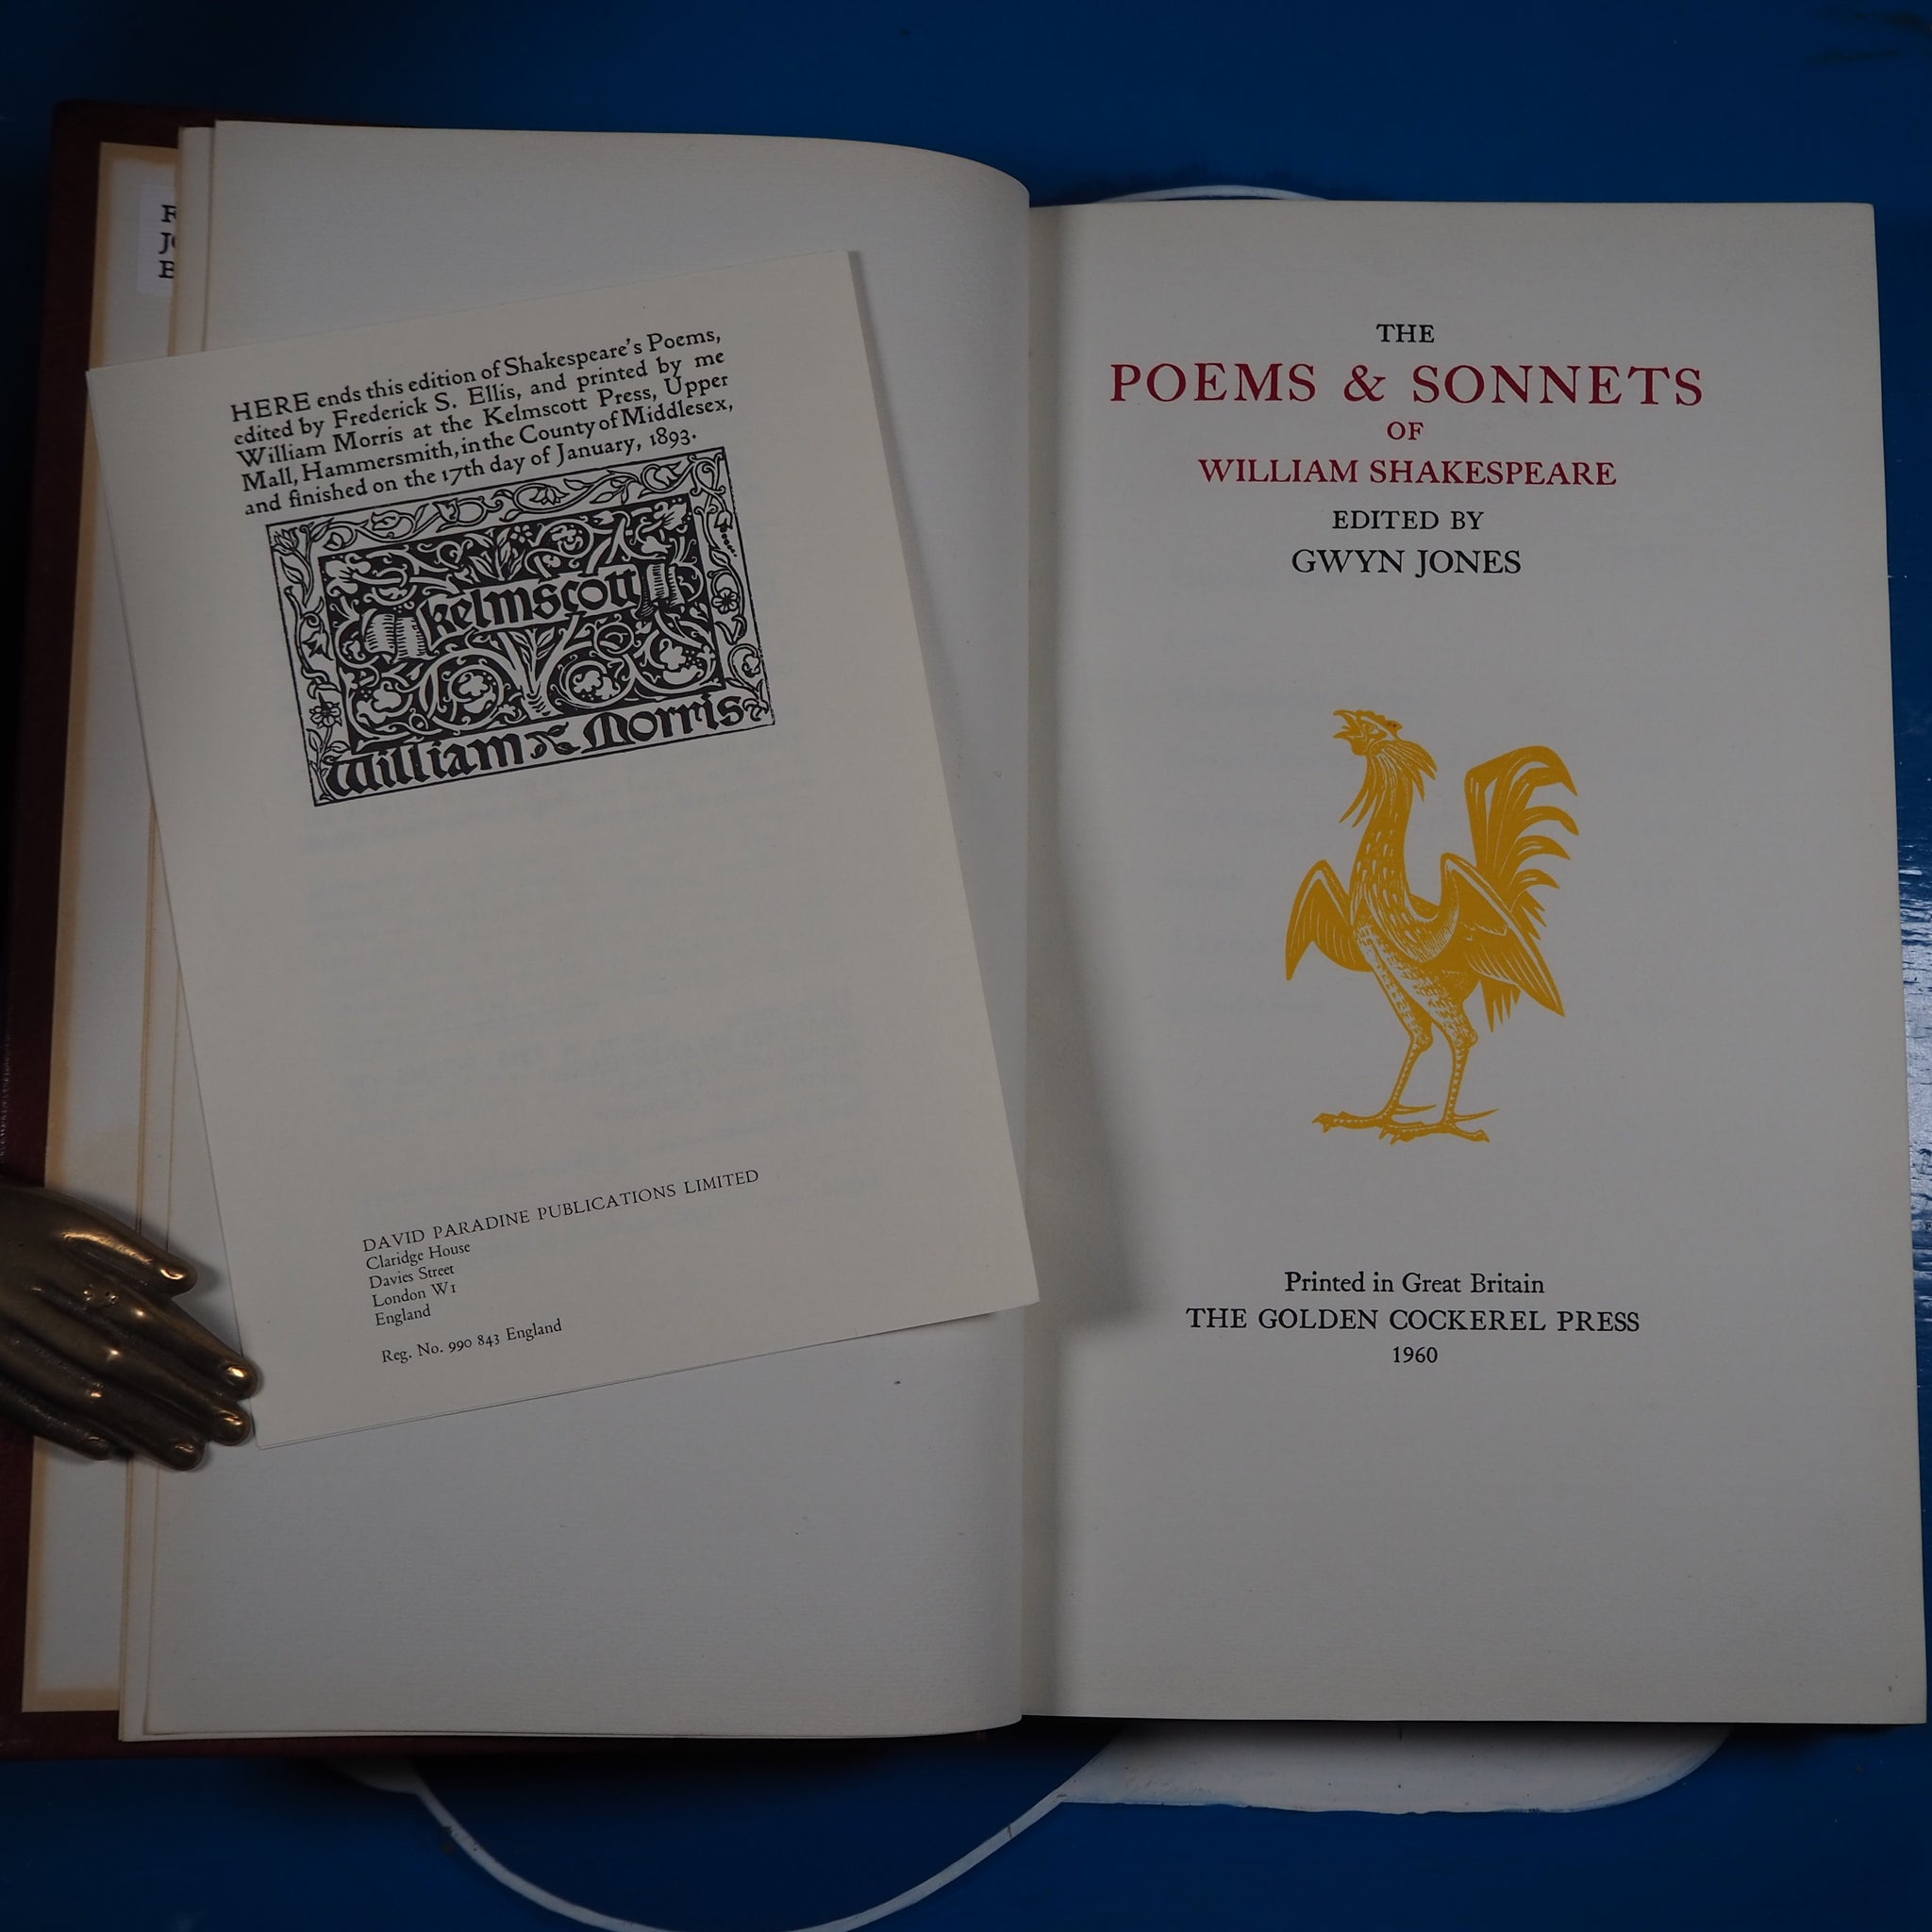 HERE ends this edition of Shakespeare's Poems,
edited by Frederick S. Ellis, and printed by me
William Morris at the Kelmscott Press, Upper
Mall, Hammersmith, in the County of Middlesex,
and finished on the 17th day of January, 1893.
kelmscott
William Morris
DAVID PARADINE PUBLICATIONS LIMITED
Claridge House
Davies Street
London W1
England
Reg. No. 990 843 England
THE
POEMS & SONNETS
OF
WILLIAM SHAKESPEARE
EDITED BY
GWYN JONES
Printed in Great Britain
THE GOLDEN COCKEREL PRESS
1960